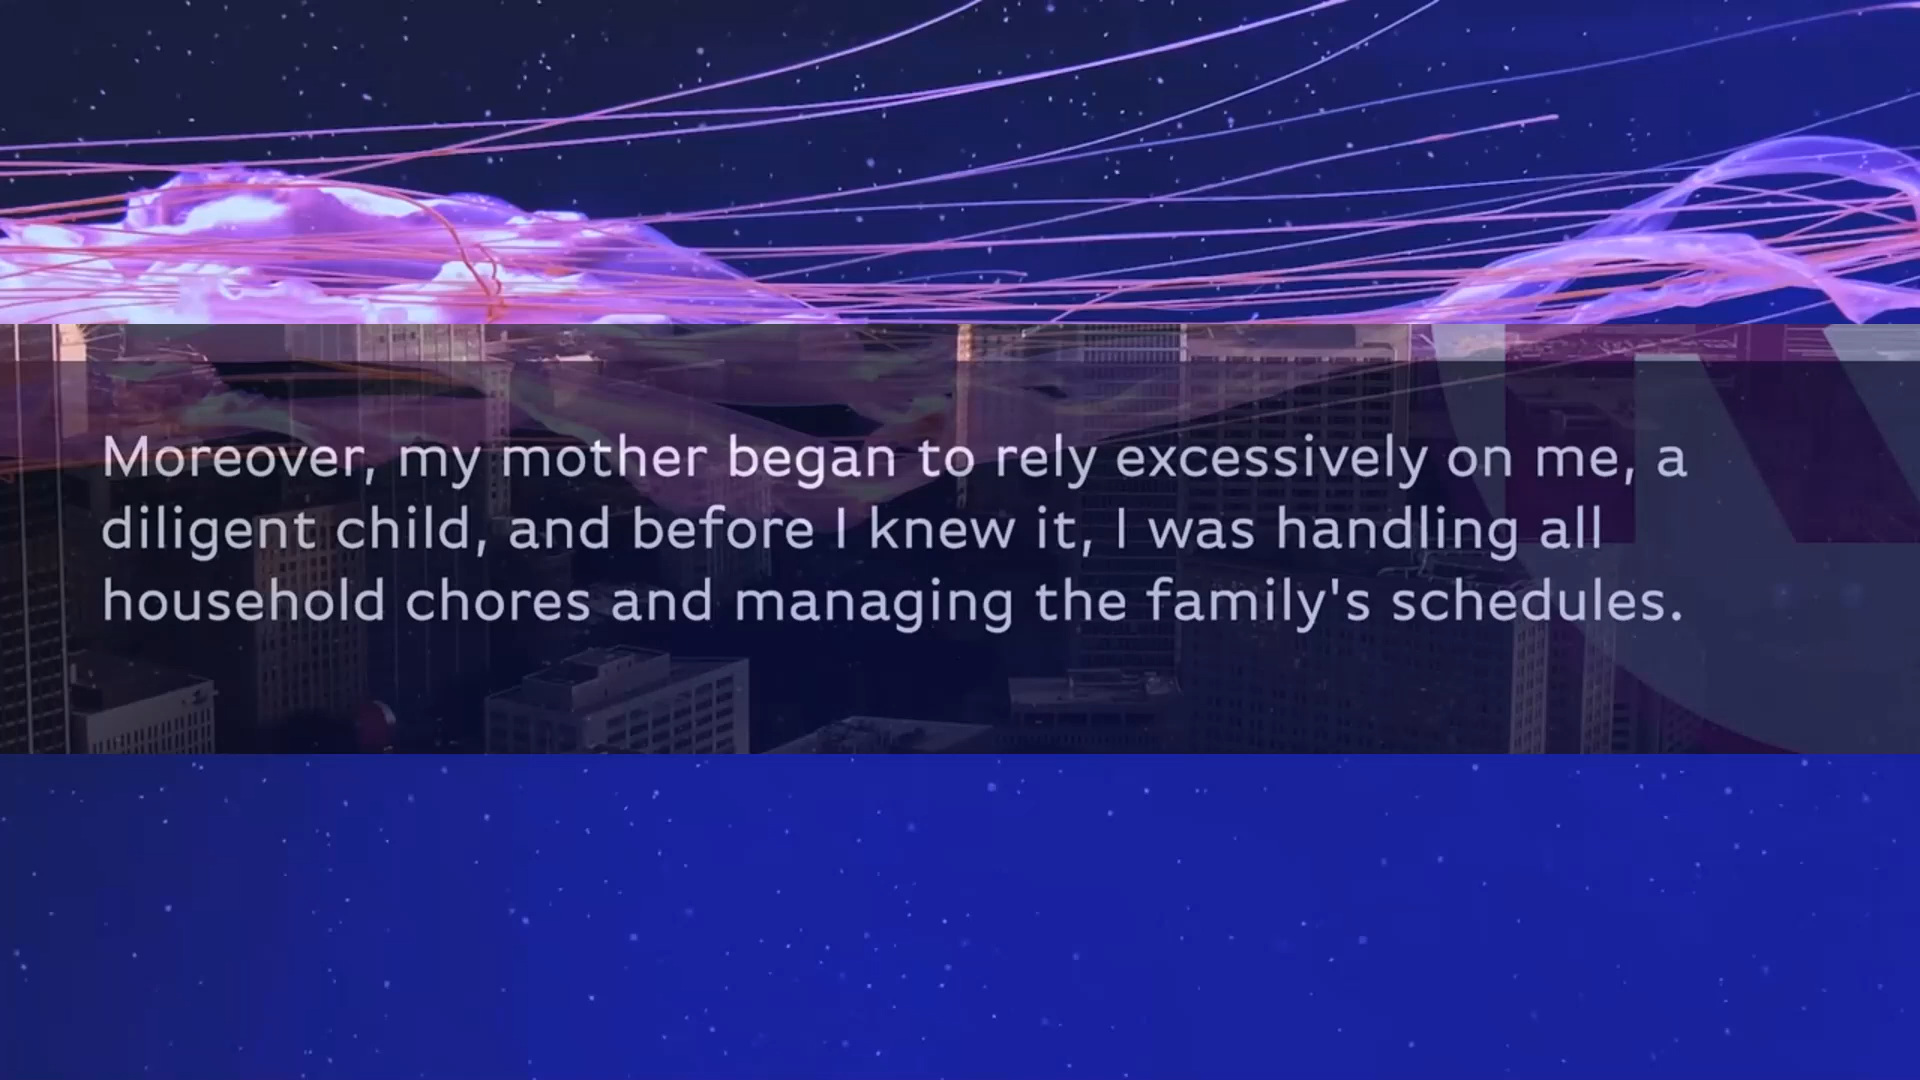 Moreover, my mother began to rely excessively on me, a
diligent child, and before I knew it, I was handling all
household chores and managing the family's schedules.